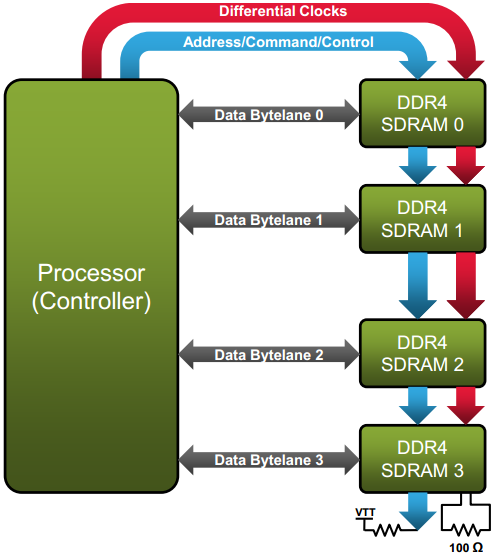 Differential Clocks
Address/Command/Control
Processor
(Controller)
Data Bytelane 0
DDR4
SDRAM 0
Data Bytelane 1
DDR4
SDRAM 1
Data Bytelane 2
DDR4
SDRAM 2
Data Bytelane 3
DDR4
SDRAM 3
VTT
100 Ω